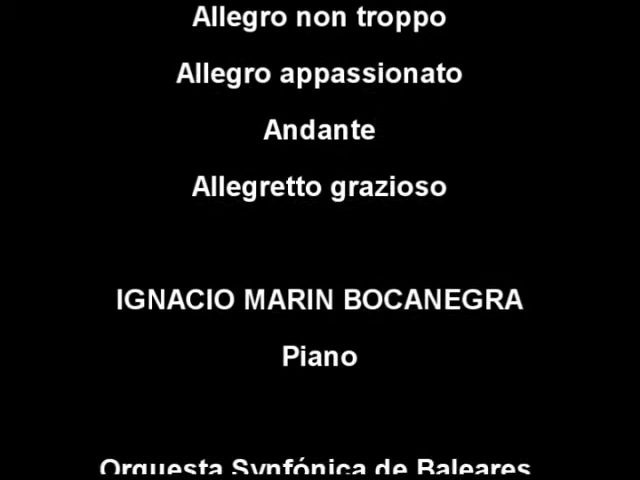 Allegro non troppo
Allegro appassionato
Andante
Allegretto grazioso
IGNACIO MARIN BOCANEGRA
Piano
Orquesta Synfónica de Baleares